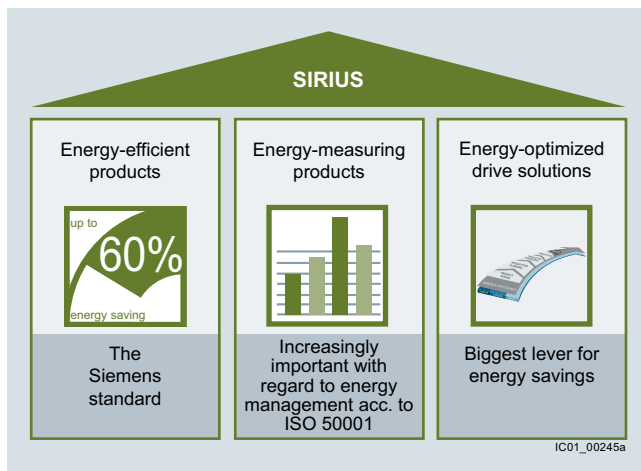 SIRIUS
Energy-efficient
products
up to
60%
energy saving
The
Siemens
standard
Energy-measuring
products
Increasingly
important with
regard to energy
management acc. to
ISO 50001
Energy-optimized
drive solutions
Biggest lever for
energy savings
IC01_00245a